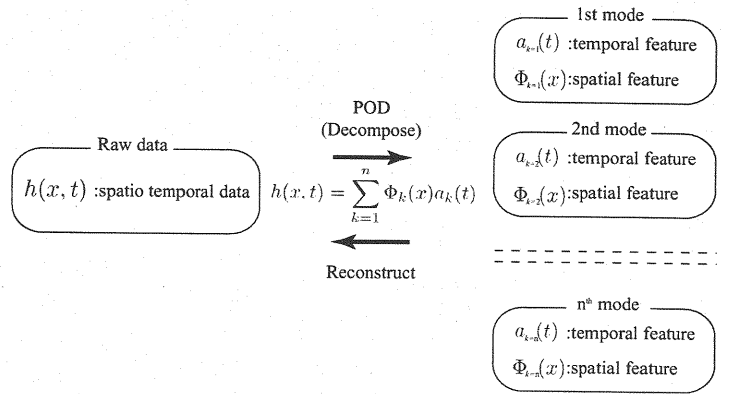 Raw data
h(x, t) :spatio temporal data
POD
(Decompose)
h(x.t) = \sum_{k=1}^{n} Φ_k(x)a_k(t)
Reconstruct
1st mode
a_{k=1}(t) :temporal feature
Φ_{k=1}(x):spatial feature
2nd mode
a_{k=2}(t) :temporal feature
Φ_{k=2}(x) :spatial feature
n^{th} mode
a_{k=n}(t) :temporal feature
Φ_{k=n}(x):spatial feature